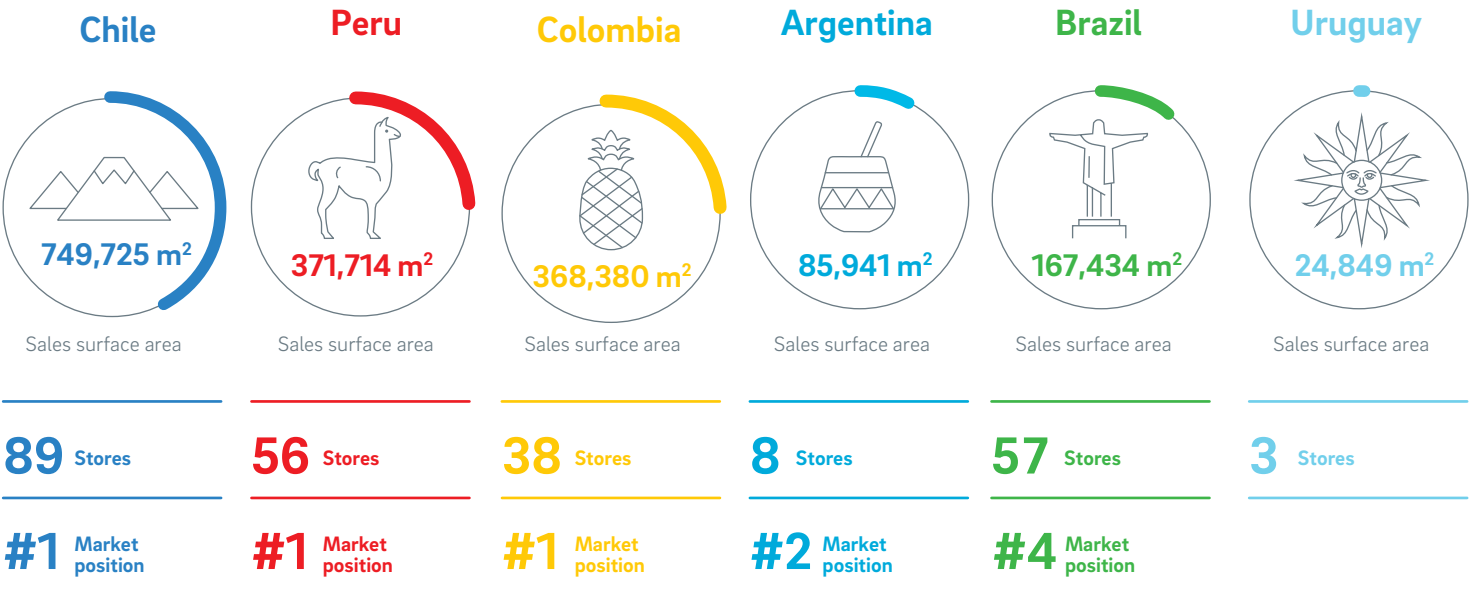 Chile
749,725 m²
Sales surface area
89 Stores
#1 Market
position
Peru
371,714 m²
Sales surface area
56 Stores
#1 Market
position
Colombia
368,380 m²
Sales surface area
38 Stores
#1 Market
position
Argentina
85,941 m²
Sales surface area
8 Stores
#2 Market
position
Brazil
167,434 m²
Sales surface area
57 Stores
#4 Market
position
Uruguay
24,849 m²
Sales surface area
3 Stores